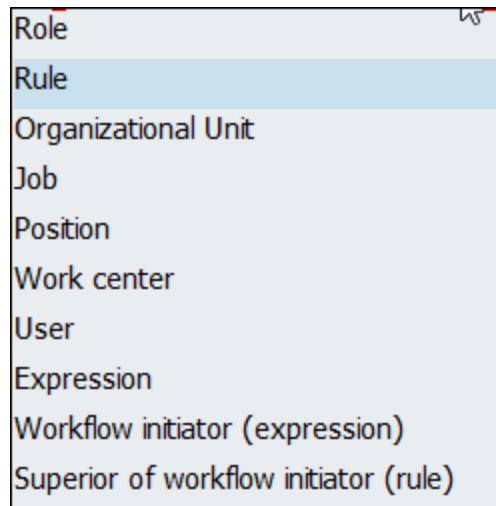 Role
Rule
Organizational Unit
Job
Position
Work center
User
Expression
Workflow initiator (expression)
Superior of workflow initiator (rule)